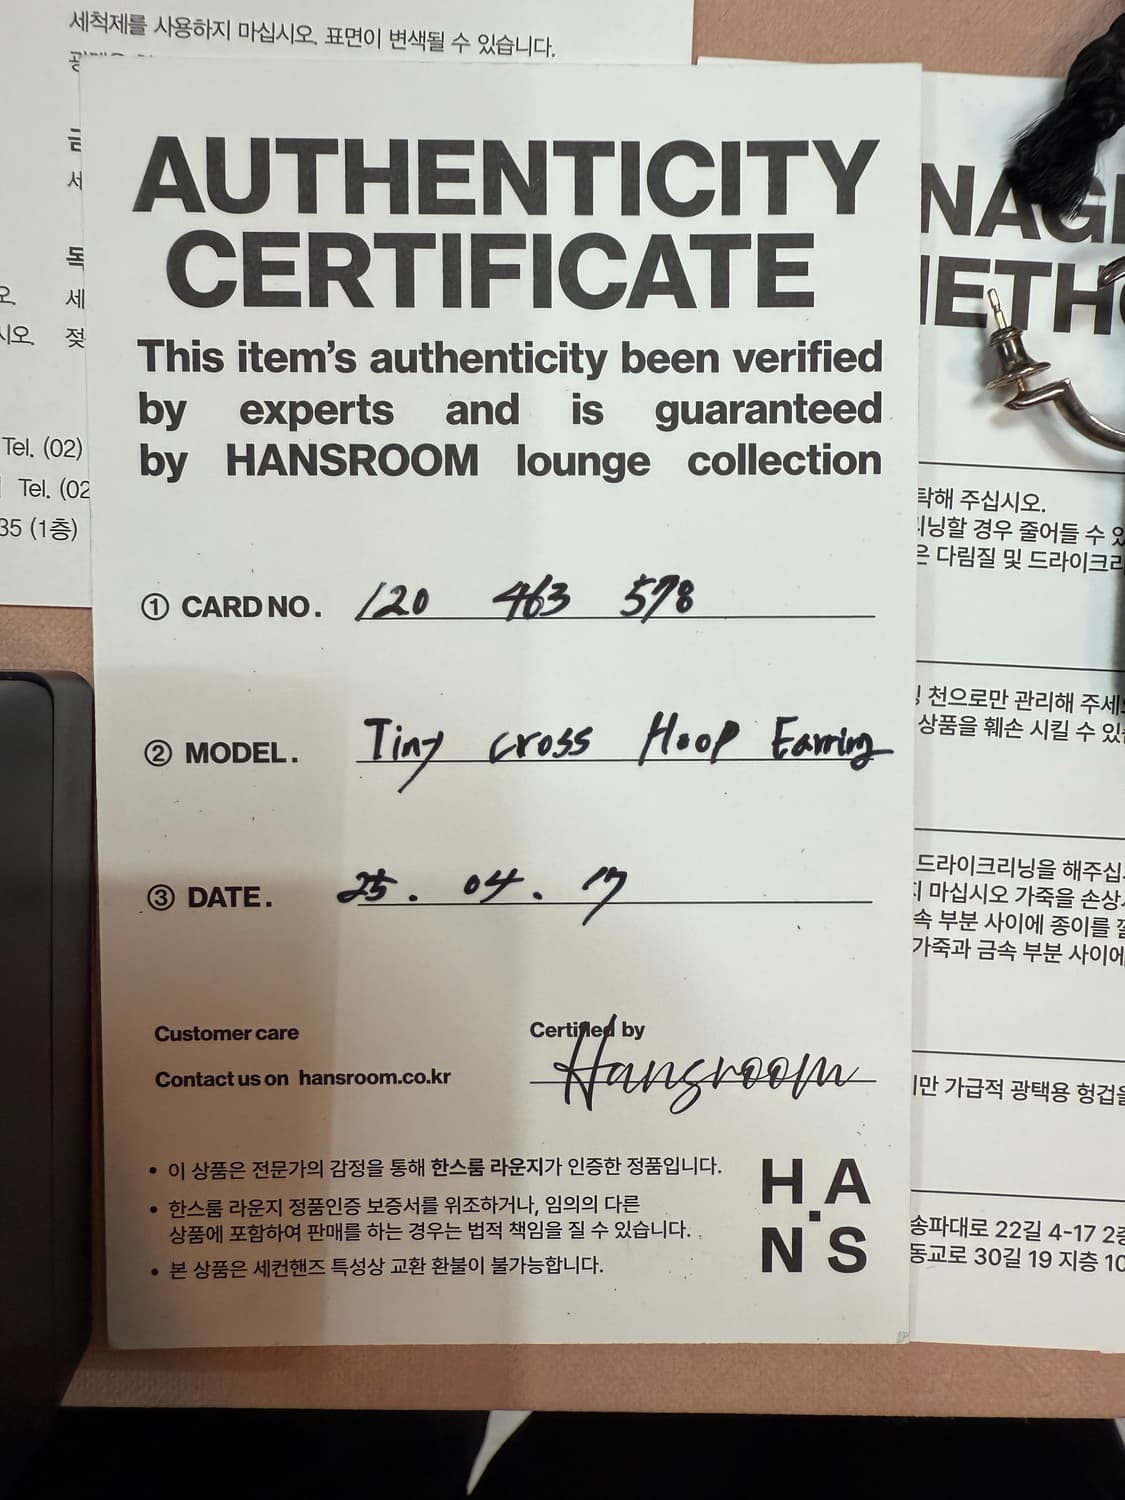 세척제를 사용하지 마십시오. 표면이 변색될 수 있습니다.
Tel. (02)
Tel. (02
35 (1층)
AUTHENTICITY
CERTIFICATE
This item's authenticity been verified
by experts and is guaranteed
by HANSROOM lounge collection
① CARD NO. 120 463 578
② MODEL. Tiny cross Hoop Earring
③ DATE. 25. 04. 17
Customer care
Contact us on hansroom.co.kr
Certified by
Hansroom
• 이 상품은 전문가의 감정을 통해 한스룸 라운지가 인증한 정품입니다.
• 한스룸 라운지 정품인증 보증서를 위조하거나, 임의의 다른
상품에 포함하여 판매를 하는 경우는 법적 책임을 질 수 있습니다.
• 본 상품은 세컨핸즈 특성상 교환 환불이 불가능합니다.
H.A
NS
NAG
ETHO
탁해 주십시오.
리닝할 경우 줄어들 수 있
은 다림질 및 드라이크리
천으로만 관리해 주세
상품을 훼손 시킬 수 있
드라이크리닝을 해주십
지 마십시오 가죽을 손상
속 부분 사이에 종이를
가죽과 금속 부분 사이에
만 가급적 광택용 헝겊을
송파대로 22길 4-17 2층
동교로 30길 19 지층 10